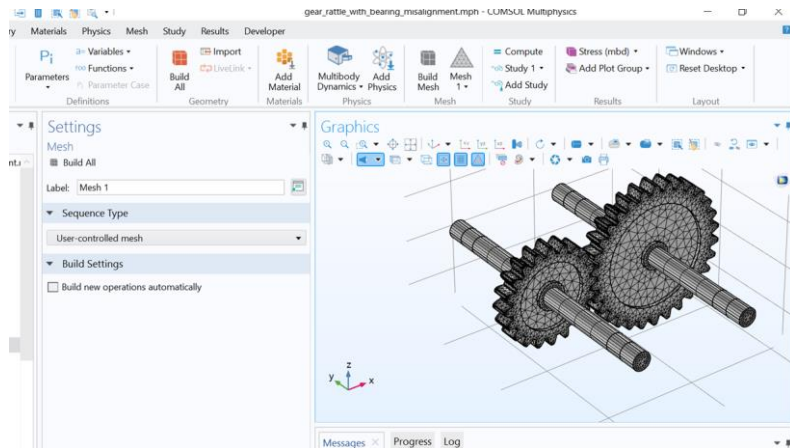 gear_rattle_with_bearing_misalignment.mph - COMSOL Multiphysics
ry Materials Physics Mesh Study Results Developer
Pi Parameters
a= Variables
f(x) Functions
Pi Parameter Case
Definitions
Build All
Import
LiveLink
Geometry
Add Material
Materials
Multibody Dynamics
Add Physics
Physics
Build Mesh
Mesh 1
Mesh
= Compute
Study 1
Add Study
Study
Stress (mbd)
Add Plot Group
Results
Windows
Reset Desktop
Layout
Settings
Mesh
Build All
Label: Mesh 1
Sequence Type
User-controlled mesh
Build Settings
Build new operations automatically
Graphics
z
y
x
Messages Progress Log